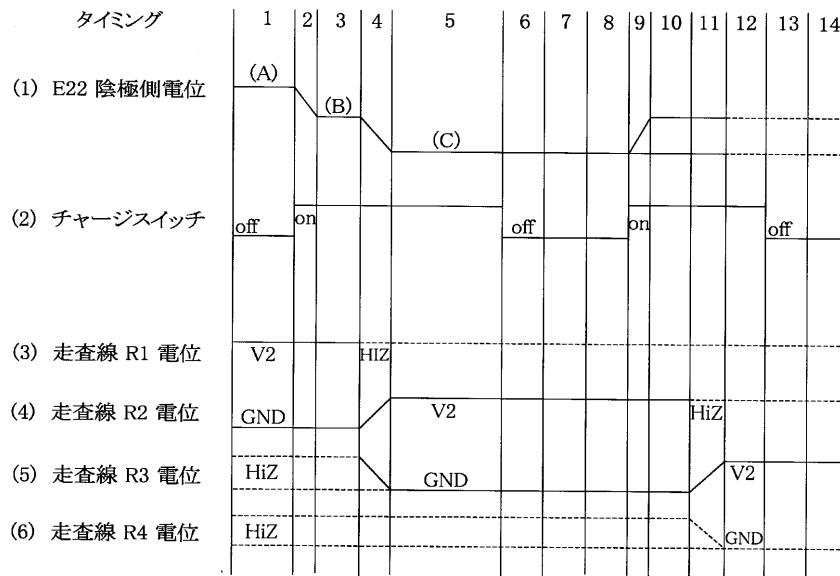 タイミング 1 2 3 4 5 6 7 8 9 10 11 12 13 14
(A)
(1) E22 陰極側電位
(B)
(C)
(2) チャージスイッチ
off on off on off
(3) 走査線 R1 電位 V2 HIZ
(4) 走査線 R2 電位 GND V2 HiZ
(5) 走査線 R3 電位 HiZ GND V2
(6) 走査線 R4 電位 HiZ GND